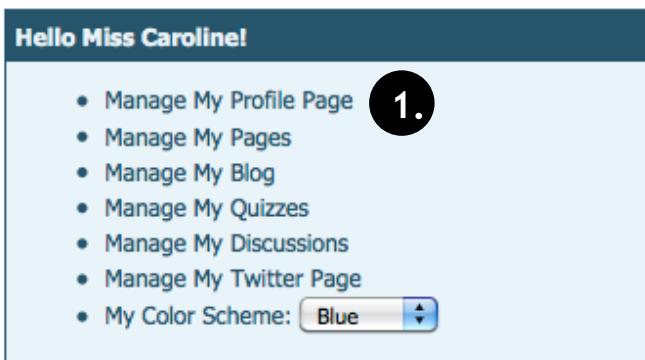 Hello Miss Caroline!
• Manage My Profile Page 1.
• Manage My Pages
• Manage My Blog
• Manage My Quizzes
• Manage My Discussions
• Manage My Twitter Page
• My Color Scheme: Blue